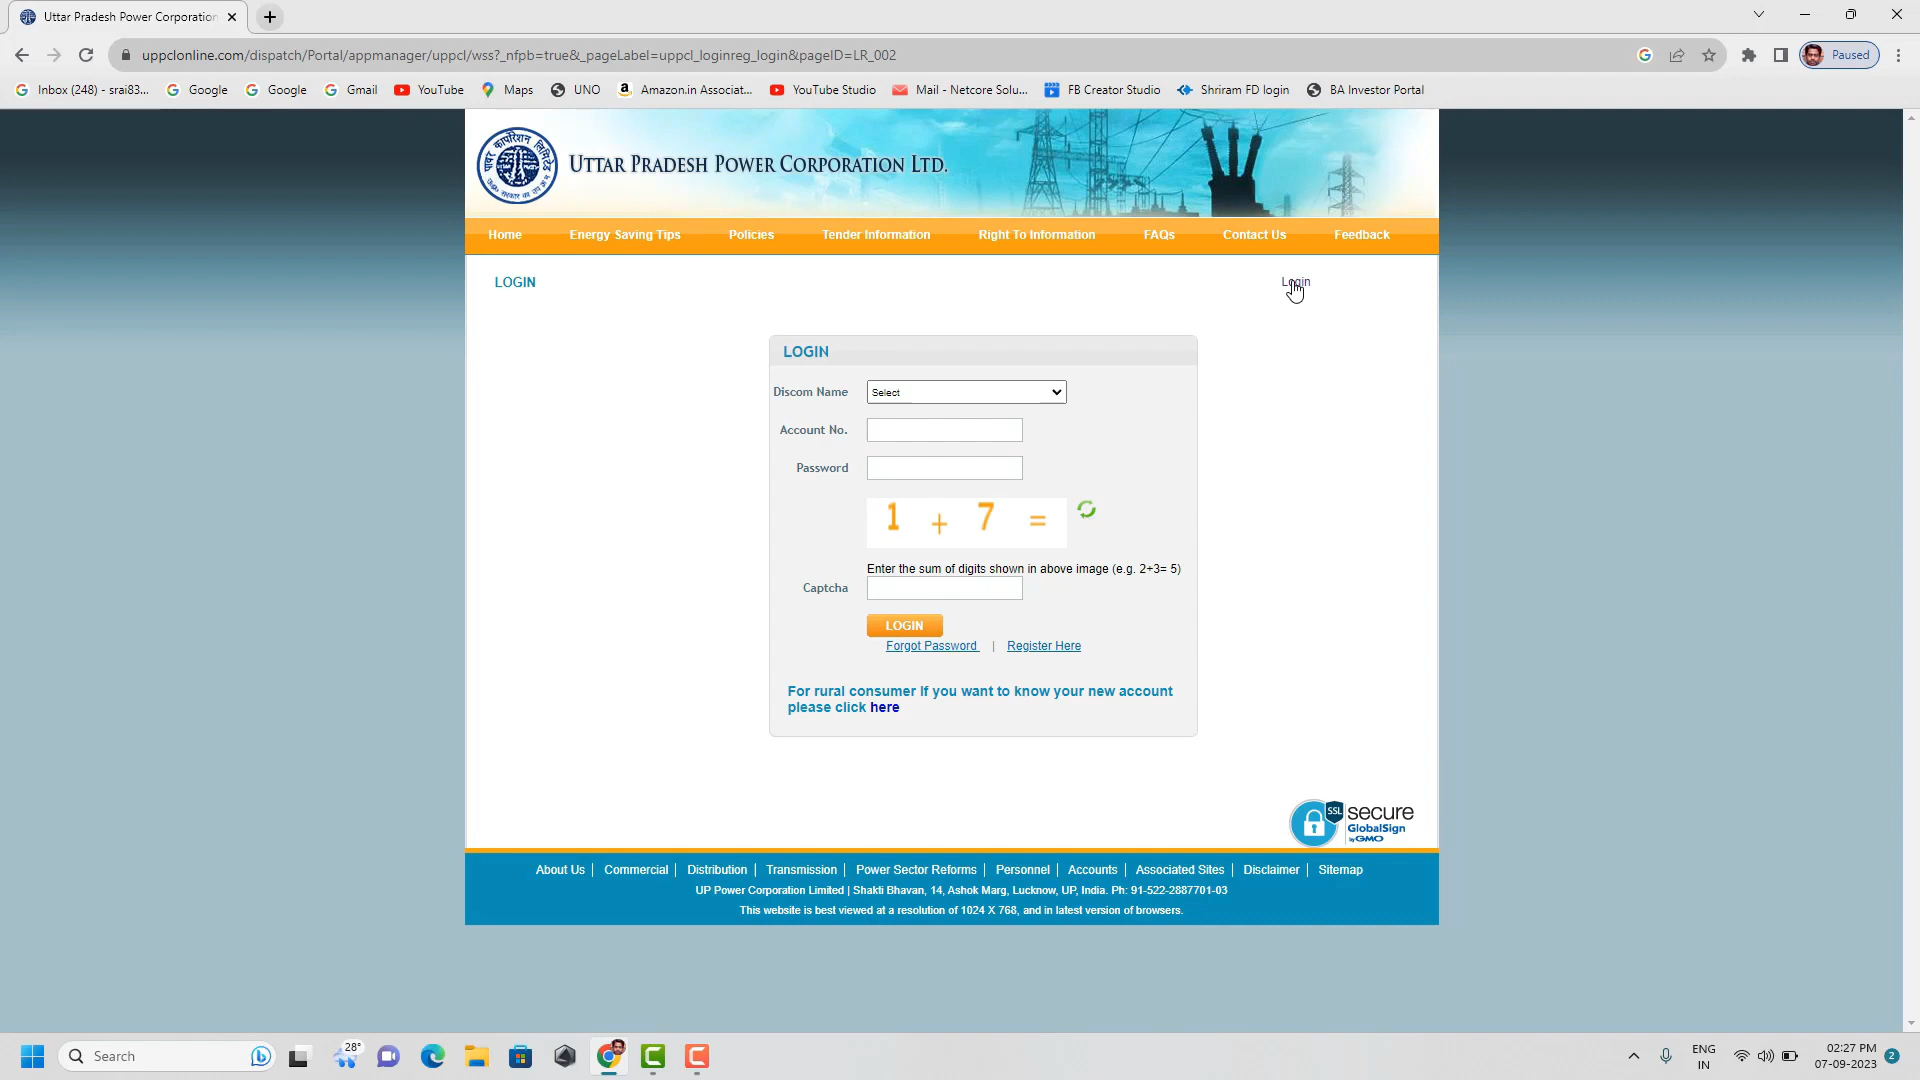 Uttar Pradesh Power Corporation
uppclonline.com/dispatch/Portal/appmanager/uppcl/wss?_nfpb=true&_pageLabel=uppcl_loginreg_login&pageID=LR_002
Paused
Inbox (248) - srai83... Google Google Gmail YouTube Maps UNO Amazon.in Associat... YouTube Studio Mail - Netcore Solu... FB Creator Studio Shriram FD login BA Investor Portal
UTTAR PRADESH POWER CORPORATION LTD.
Home Energy Saving Tips Policies Tender Information Right To Information FAQs Contact Us Feedback
LOGIN Login
LOGIN
Discom Name Select
Account No.
Password
1 + 7 =
Enter the sum of digits shown in above image (e.g. 2+3= 5)
Captcha
LOGIN
Forgot Password | Register Here
For rural consumer If you want to know your new account
please click here
SSL secure
GlobalSign
by GMO
About Us | Commercial | Distribution | Transmission | Power Sector Reforms | Personnel | Accounts | Associated Sites | Disclaimer | Sitemap
UP Power Corporation Limited | Shakti Bhavan, 14, Ashok Marg, Lucknow, UP, India. Ph: 91-522-2887701-03
This website is best viewed at a resolution of 1024 X 768, and in latest version of browsers.
Search
28°
ENG
IN
02:27 PM
07-09-2023
2